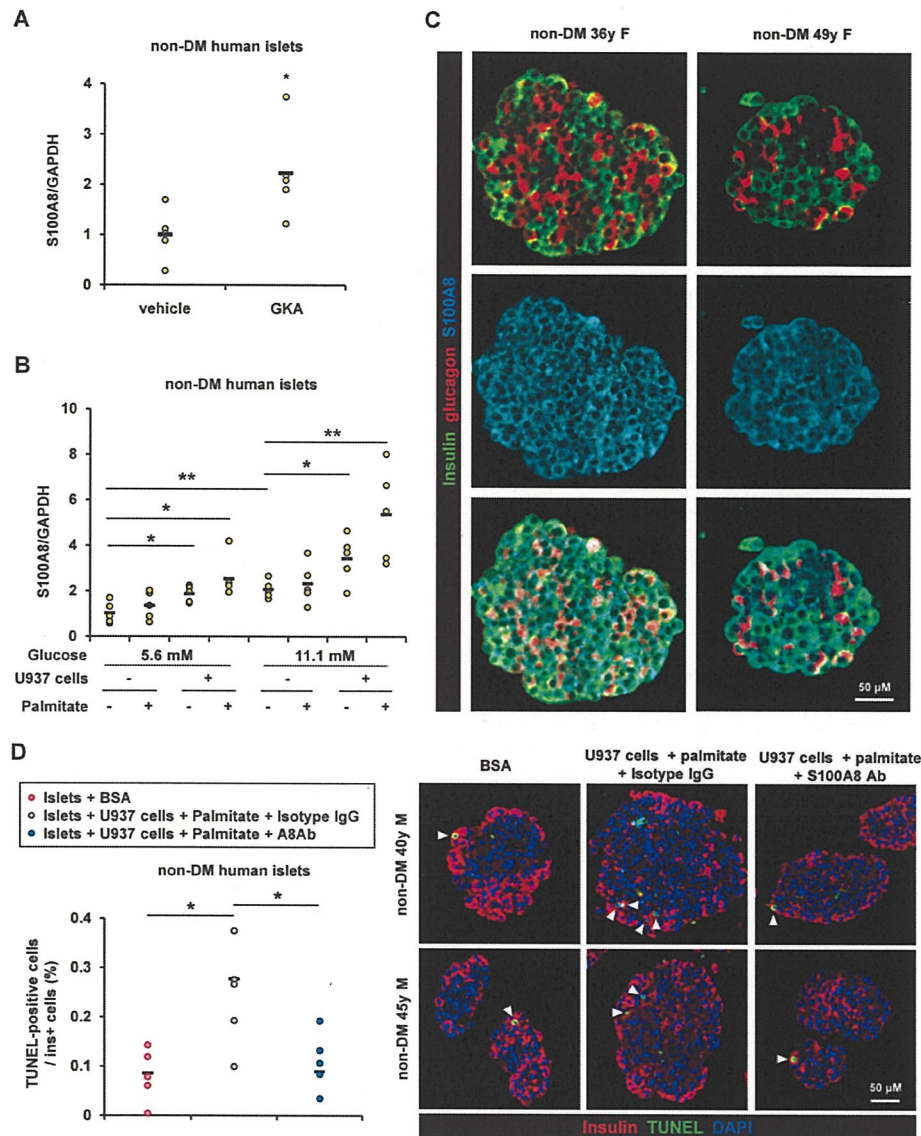 A
non-DM human islets
S100A8/GAPDH
4
3
2
1
0
vehicle
GKA
*
B
non-DM human islets
S100A8/GAPDH
10
8
6
4
2
0
**
*
*
**
*
Glucose 5.6 mM 11.1 mM
U937 cells - + - +
Palmitate - + - + - + - +
C
non-DM 36y F
non-DM 49y F
Insulin glucagon S100A8
50 µM
D
Islets + BSA
Islets + U937 cells + Palmitate + Isotype IgG
Islets + U937 cells + Palmitate + A8Ab
non-DM human islets
TUNEL-positive cells
/ ins+ cells (%)
0.4
0.3
0.2
0.1
0
*
*
BSA
U937 cells + palmitate
+ Isotype IgG
U937 cells + palmitate
+ S100A8 Ab
non-DM 40y M
non-DM 45y M
50 µM
Insulin TUNEL DAPI